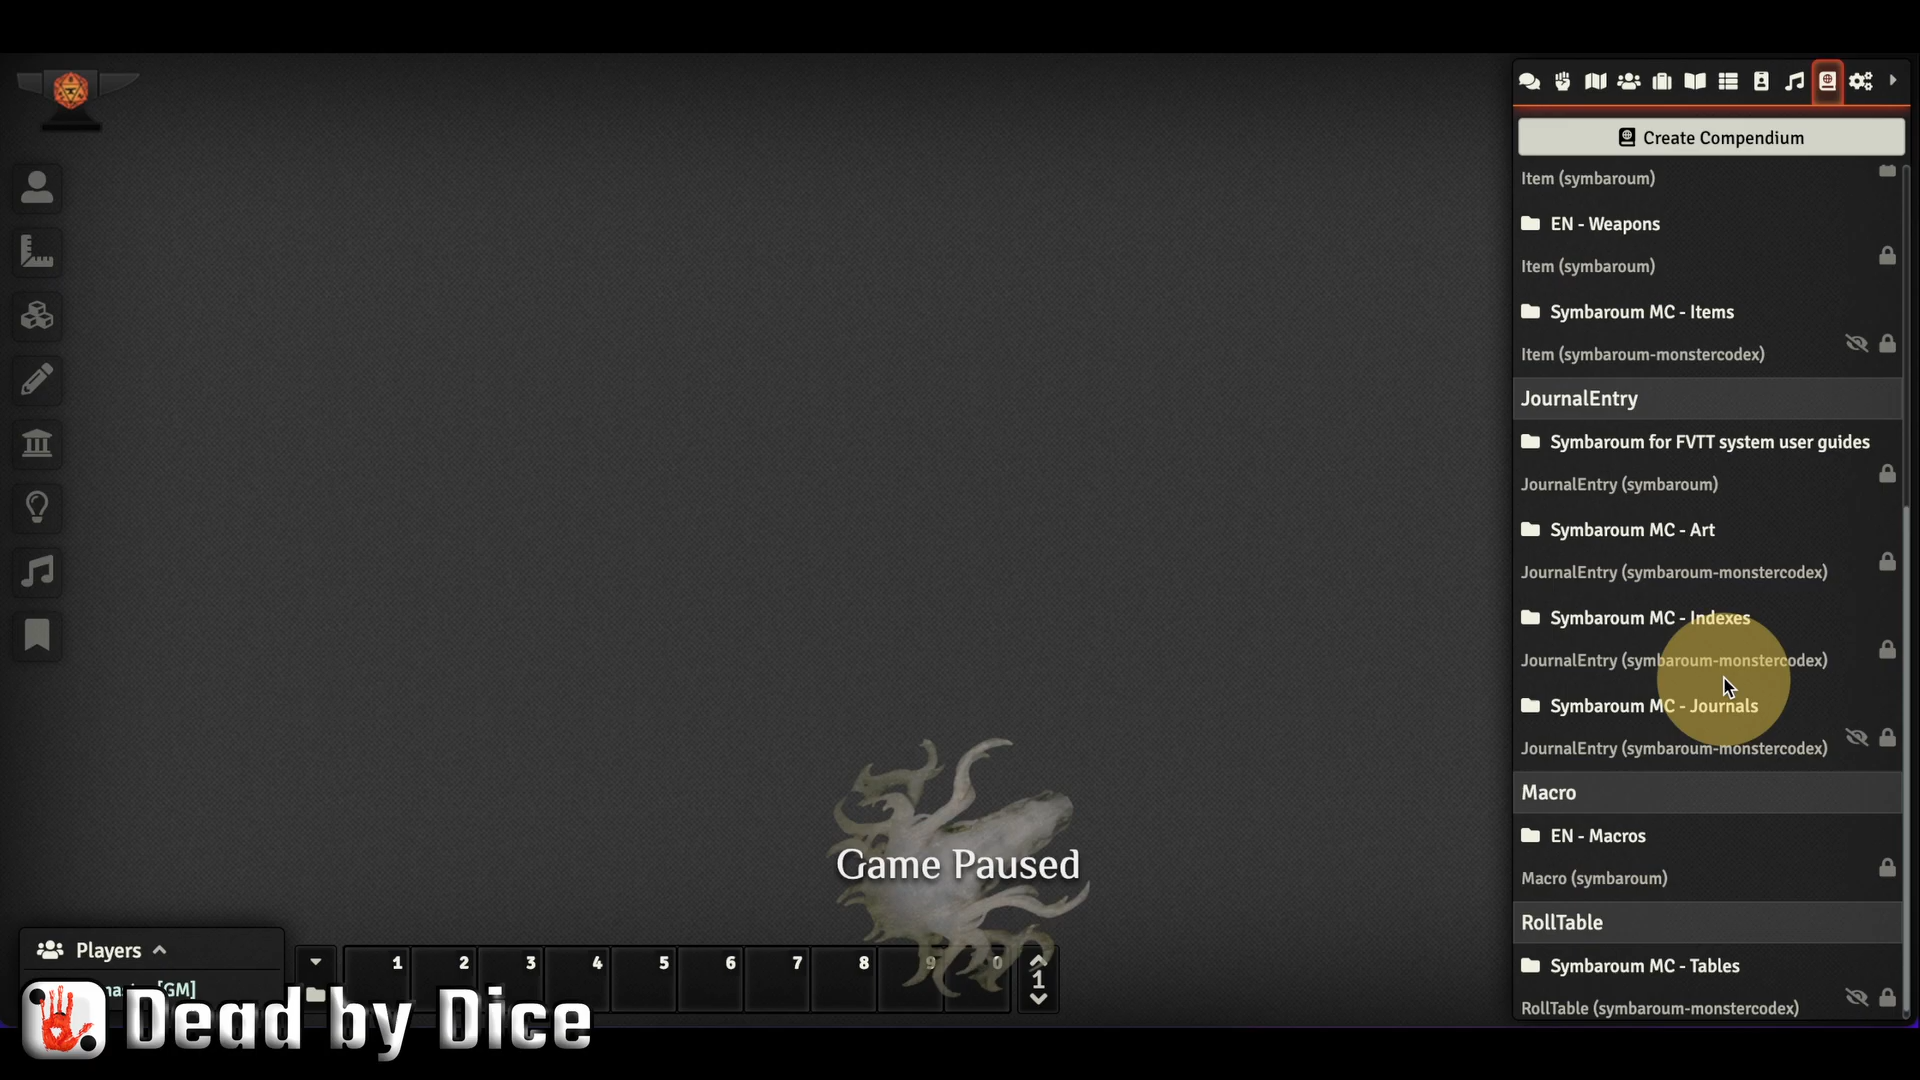 Create Compendium
Item (symbaroum)
EN - Weapons
Item (symbaroum)
Symbaroum MC - Items
Item (symbaroum-monstercodex)
JournalEntry
Symbaroum for FVTT system user guides
JournalEntry (symbaroum)
Symbaroum MC - Art
JournalEntry (symbaroum-monstercodex)
Symbaroum MC - Indexes
JournalEntry (symbaroum-monstercodex)
Symbaroum MC - Journals
JournalEntry (symbaroum-monstercodex)
Macro
EN - Macros
Macro (symbaroum)
RollTable
Symbaroum MC - Tables
RollTable (symbaroum-monstercodex)
Game Paused
Players
[GM]
1 2 3 4 5 6 7 8 9 0
1
Dead by Dice